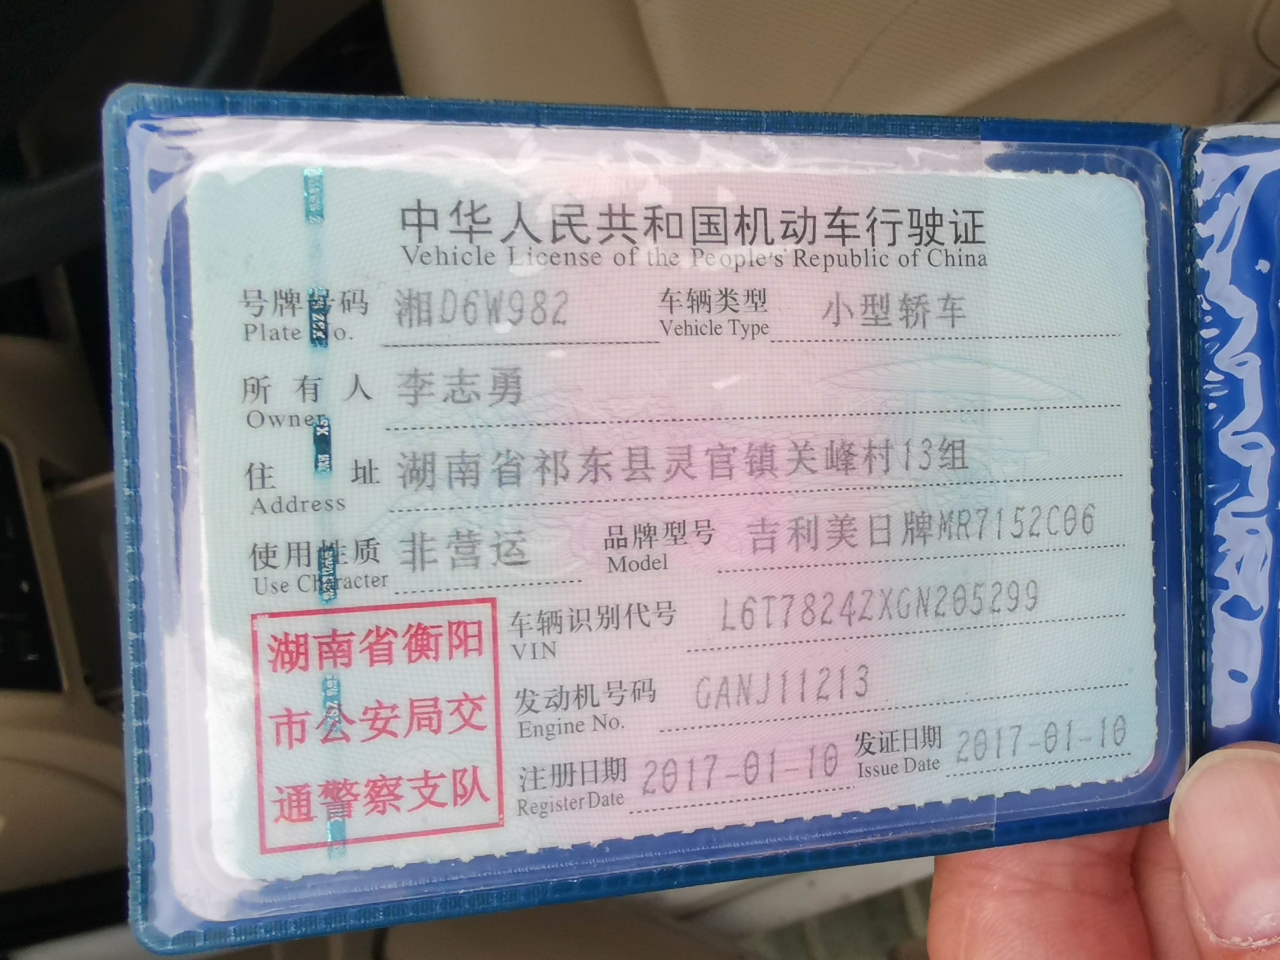 中华人民共和国机动车行驶证
Vehicle License of the People's Republic of China
号牌号码 湘D6W982 车辆类型 小型轿车
Plate No. Vehicle Type
所有人 李志勇
Owner
住址 湖南省祁东县灵官镇关峰村13组
Address
使用性质 非营运 品牌型号 吉利美日牌MR7152C06
Use Character Model
湖南省衡阳
市公安局交
通警察支队
车辆识别代号 L6T7824ZXGN205299
VIN
发动机号码 GANJ11213
Engine No.
注册日期 2017-01-10 发证日期 2017-01-10
Register Date Issue Date